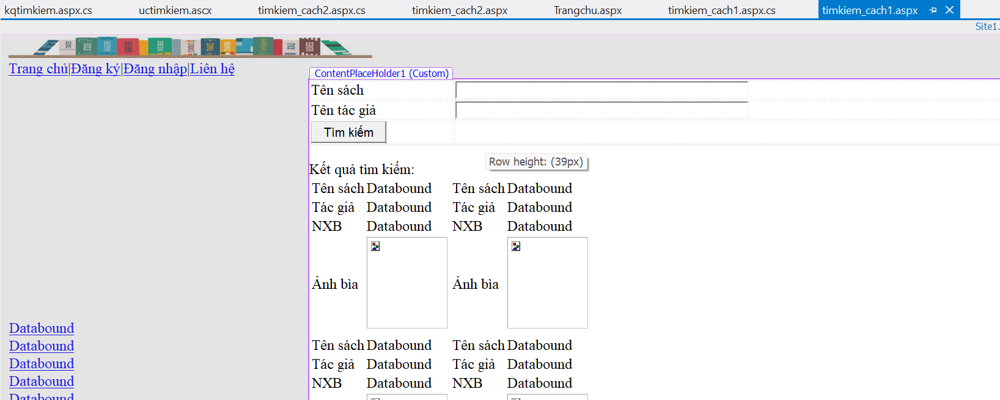 kqtimkiem.aspx.cs uctimkiem.ascx timkiem_cach2.aspx.cs timkiem_cach2.aspx Trangchu.aspx timkiem_cach1.aspx.cs timkiem_cach1.aspx
Site1.
Trang chủ|Đăng ký|Đăng nhập|Liên hệ
ContentPlaceHolder1 (Custom)
Tên sách
Tên tác giả
Tìm kiếm
Row height: (39px)
Kết quả tìm kiếm:
Tên sách Databound Tên sách Databound
Tác giả Databound Tác giả Databound
NXB Databound NXB Databound
Ảnh bìa Ảnh bìa
Databound
Tên sách Databound Tên sách Databound
Databound
Databound
Tác giả Databound Tác giả Databound
Databound
NXB Databound NXB Databound
Databound